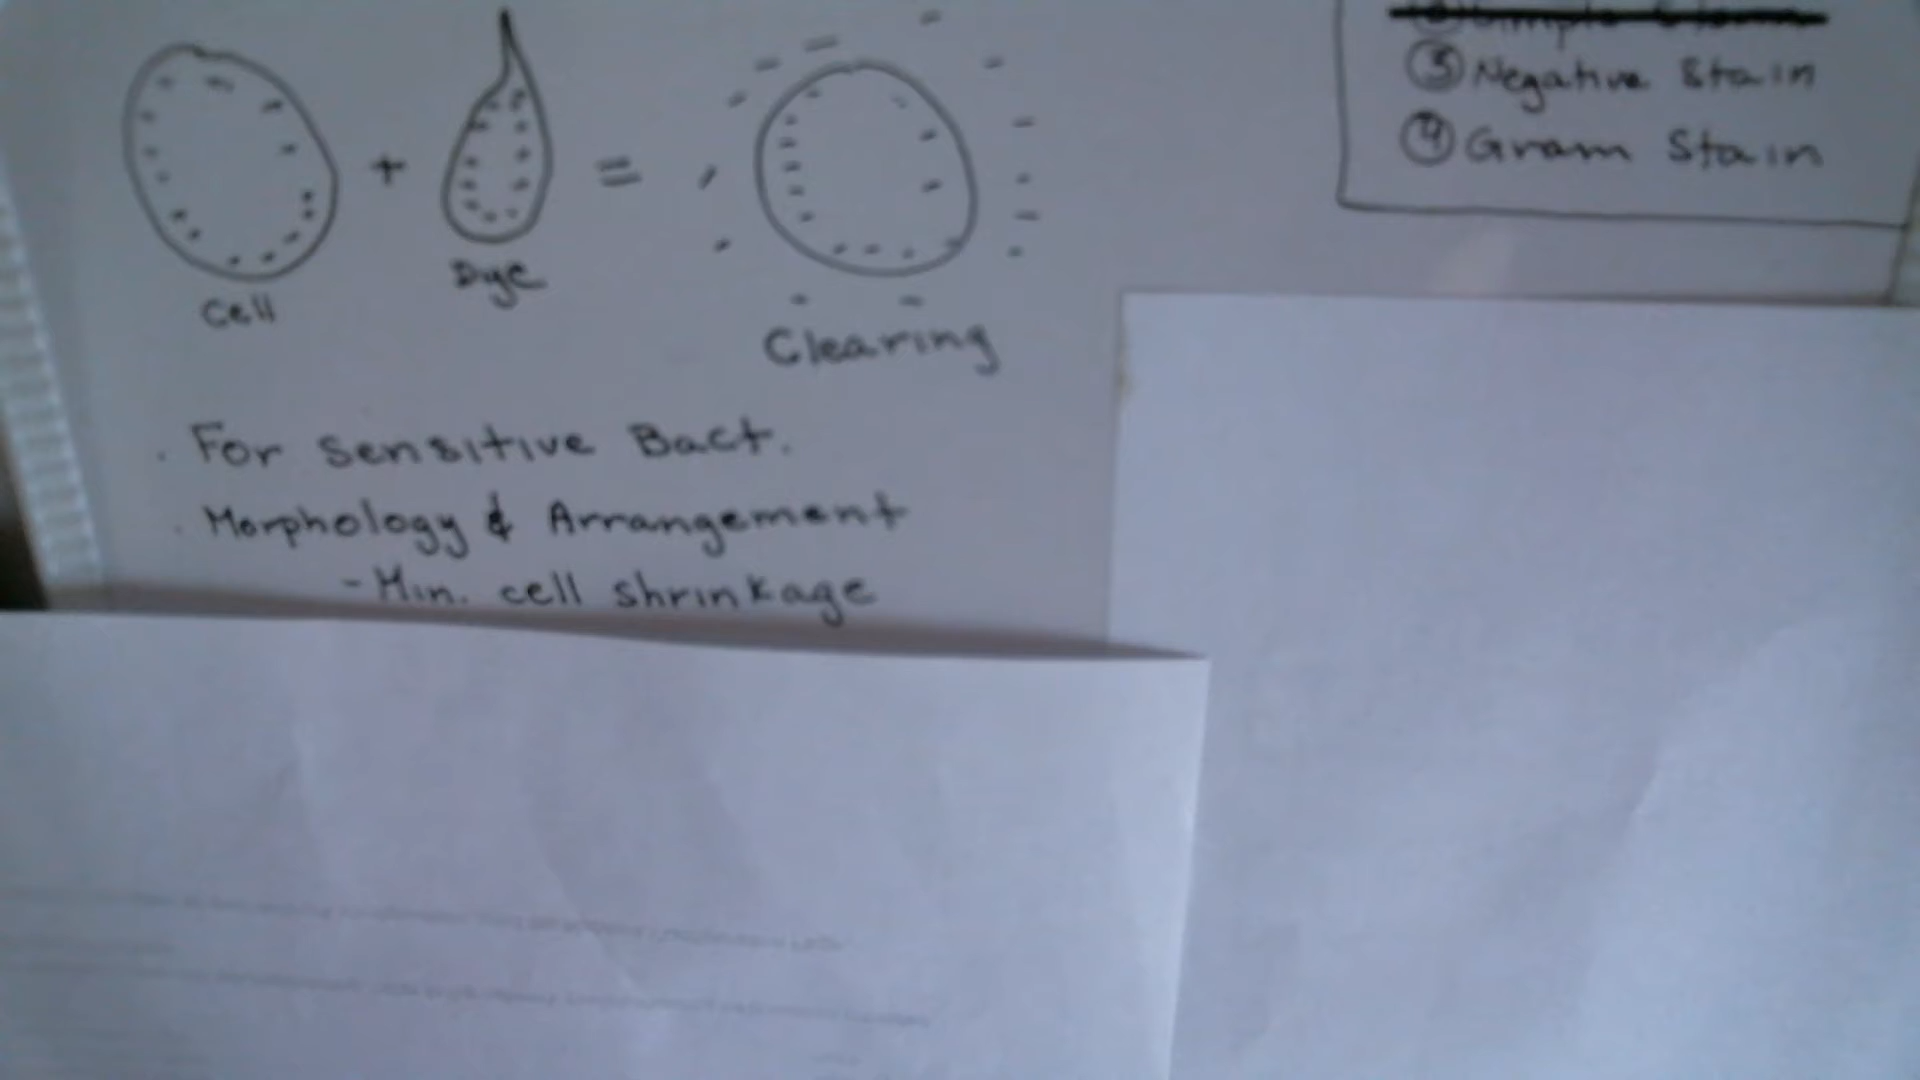 ③ Negative Stain
④ Gram Stain
+ =
Cell
Dye
Clearing
· For Sensitive Bact.
· Morphology & Arrangement
- Min. cell shrinkage